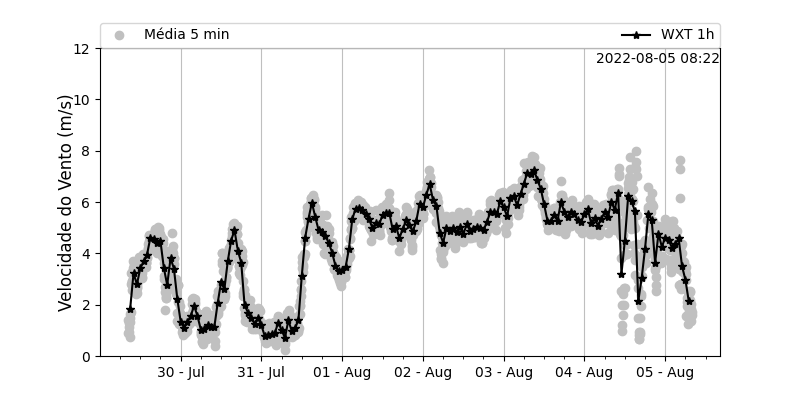 Média 5 min
WXT 1h
2022-08-05 08:22
Velocidade do Vento (m/s)
12
10
8
6
4
2
0
30 - Jul 31 - Jul 01 - Aug 02 - Aug 03 - Aug 04 - Aug 05 - Aug